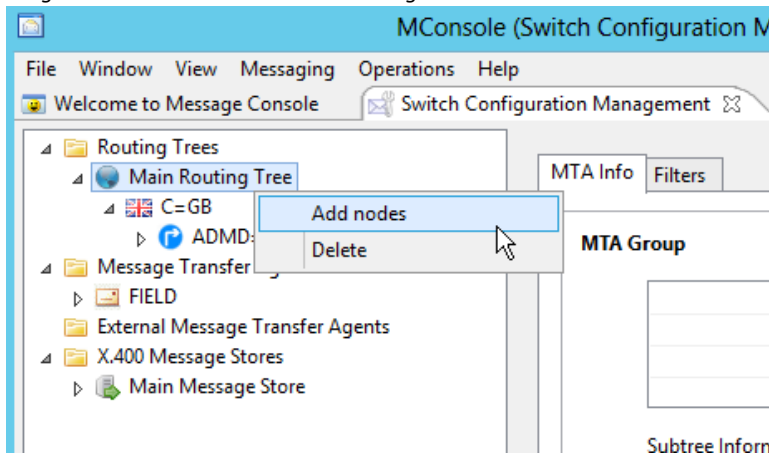 MConsole (Switch Configuration M
File Window View Messaging Operations Help
Welcome to Message Console Switch Configuration Management
Routing Trees
Main Routing Tree
MTA Info Filters
C=GB
Add nodes
ADMD
Delete
MTA Group
Message Transfer
FIELD
External Message Transfer Agents
X.400 Message Stores
Main Message Store
Subtree Inform